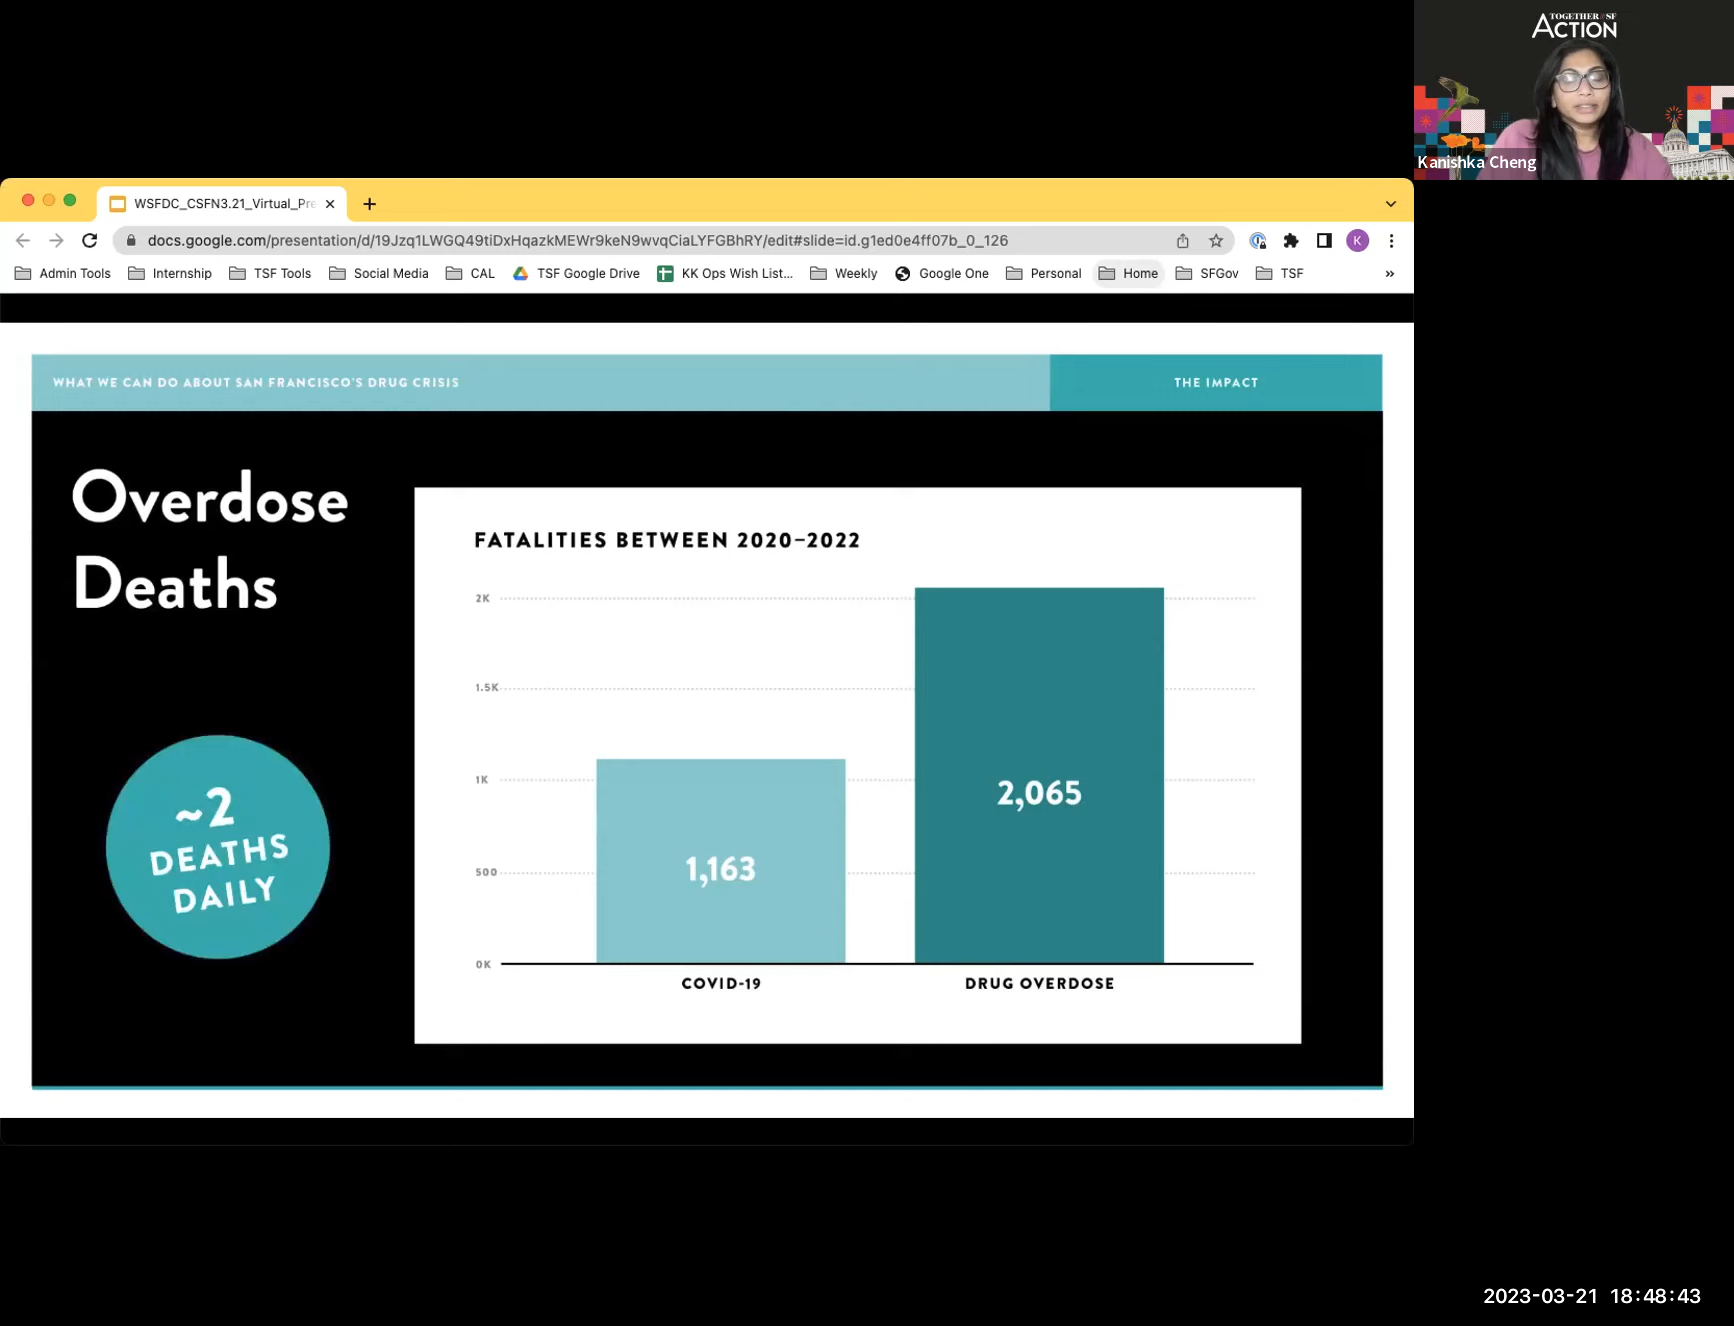 TOGETHER SF
ACTION
Kanishka Cheng
WSFDC_CSFN3.21_Virtual_Pre
docs.google.com/presentation/d/19Jzq1LWGQ49tiDxHqazkMEWr9keN9wvqCiaLYFGBhRY/edit#slide=id.g1ed0e4ff07b_0_126
K
Admin Tools Internship TSF Tools Social Media CAL TSF Google Drive KK Ops Wish List... Weekly Google One Personal Home SFGov TSF »
WHAT WE CAN DO ABOUT SAN FRANCISCO'S DRUG CRISIS
THE IMPACT
Overdose
Deaths
~2
DEATHS
DAILY
FATALITIES BETWEEN 2020–2022
2K
1.5K
1K
500
0K
1,163
2,065
COVID-19
DRUG OVERDOSE
2023-03-21 18:48:43